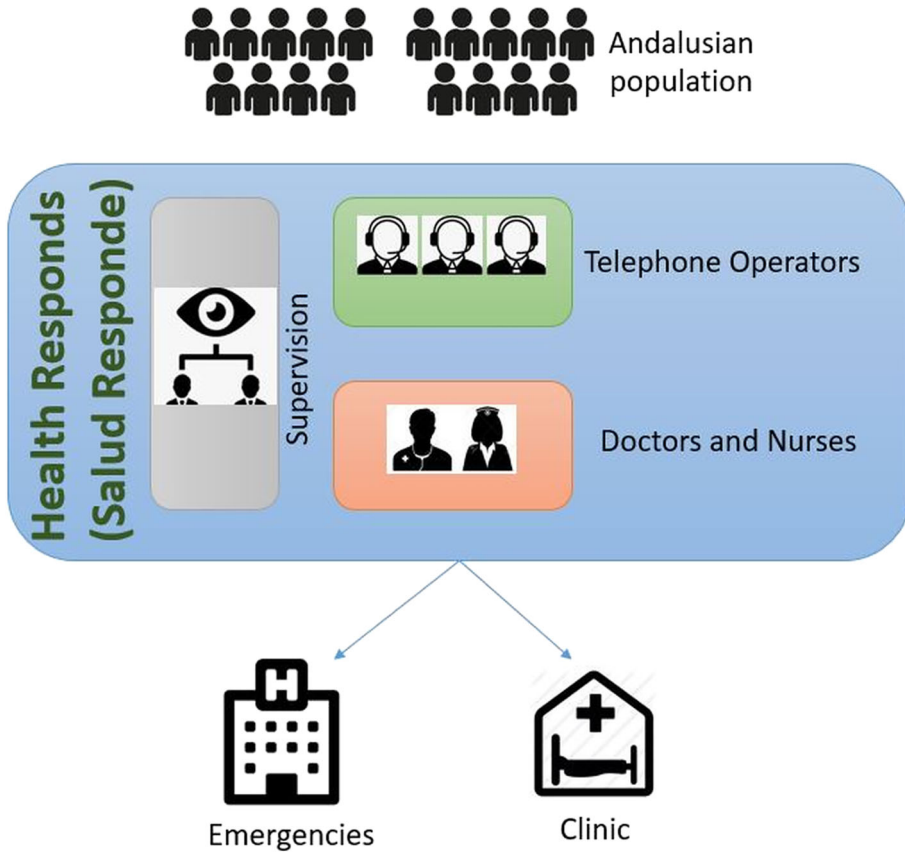 Andalusian
population
Health Responds
(Salud Responde)
Supervision
Telephone Operators
Doctors and Nurses
H
Emergencies
Clinic